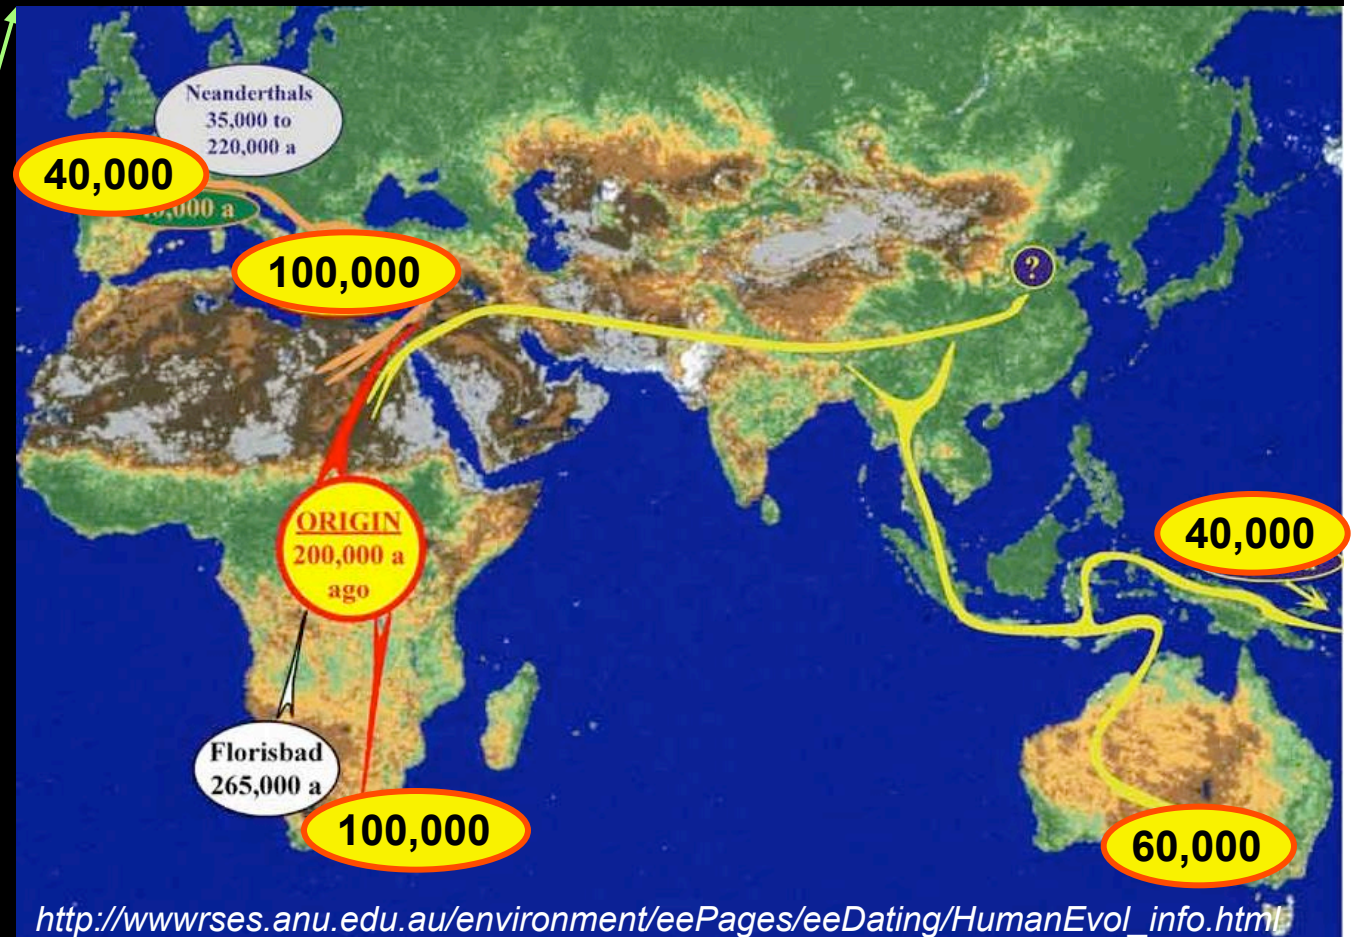 Neanderthals
35,000 to
220,000 a
40,000
,000 a
100,000
?
ORIGIN
200,000 a
ago
40,000
Florisbad
265,000 a
100,000
60,000
http://wwwrses.anu.edu.au/environment/eePages/eeDating/HumanEvol_info.html